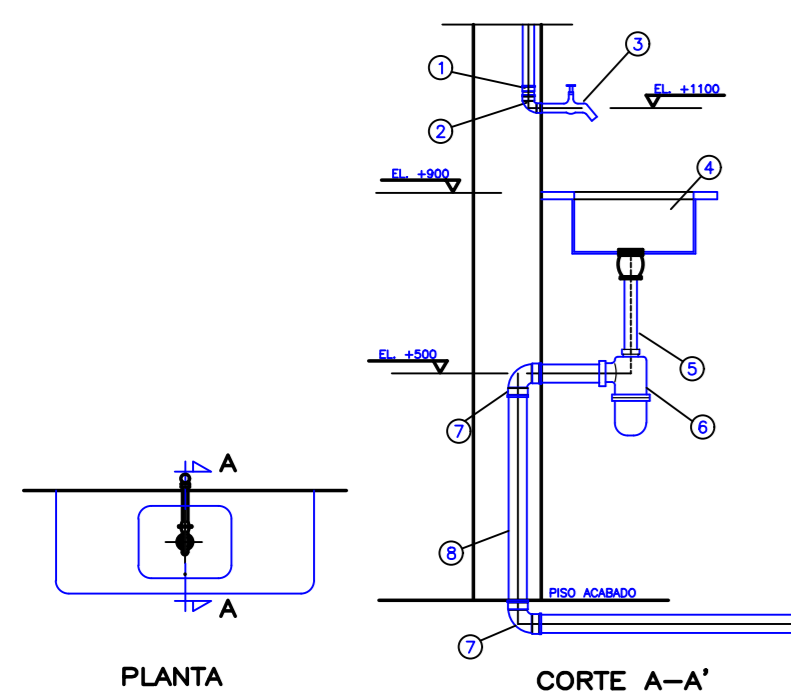 1
3
EL. +1100
2
4
EL. +900
EL. +500
5
7
6
A
8
A
PISO ACABADO
7
PLANTA
CORTE A-A'